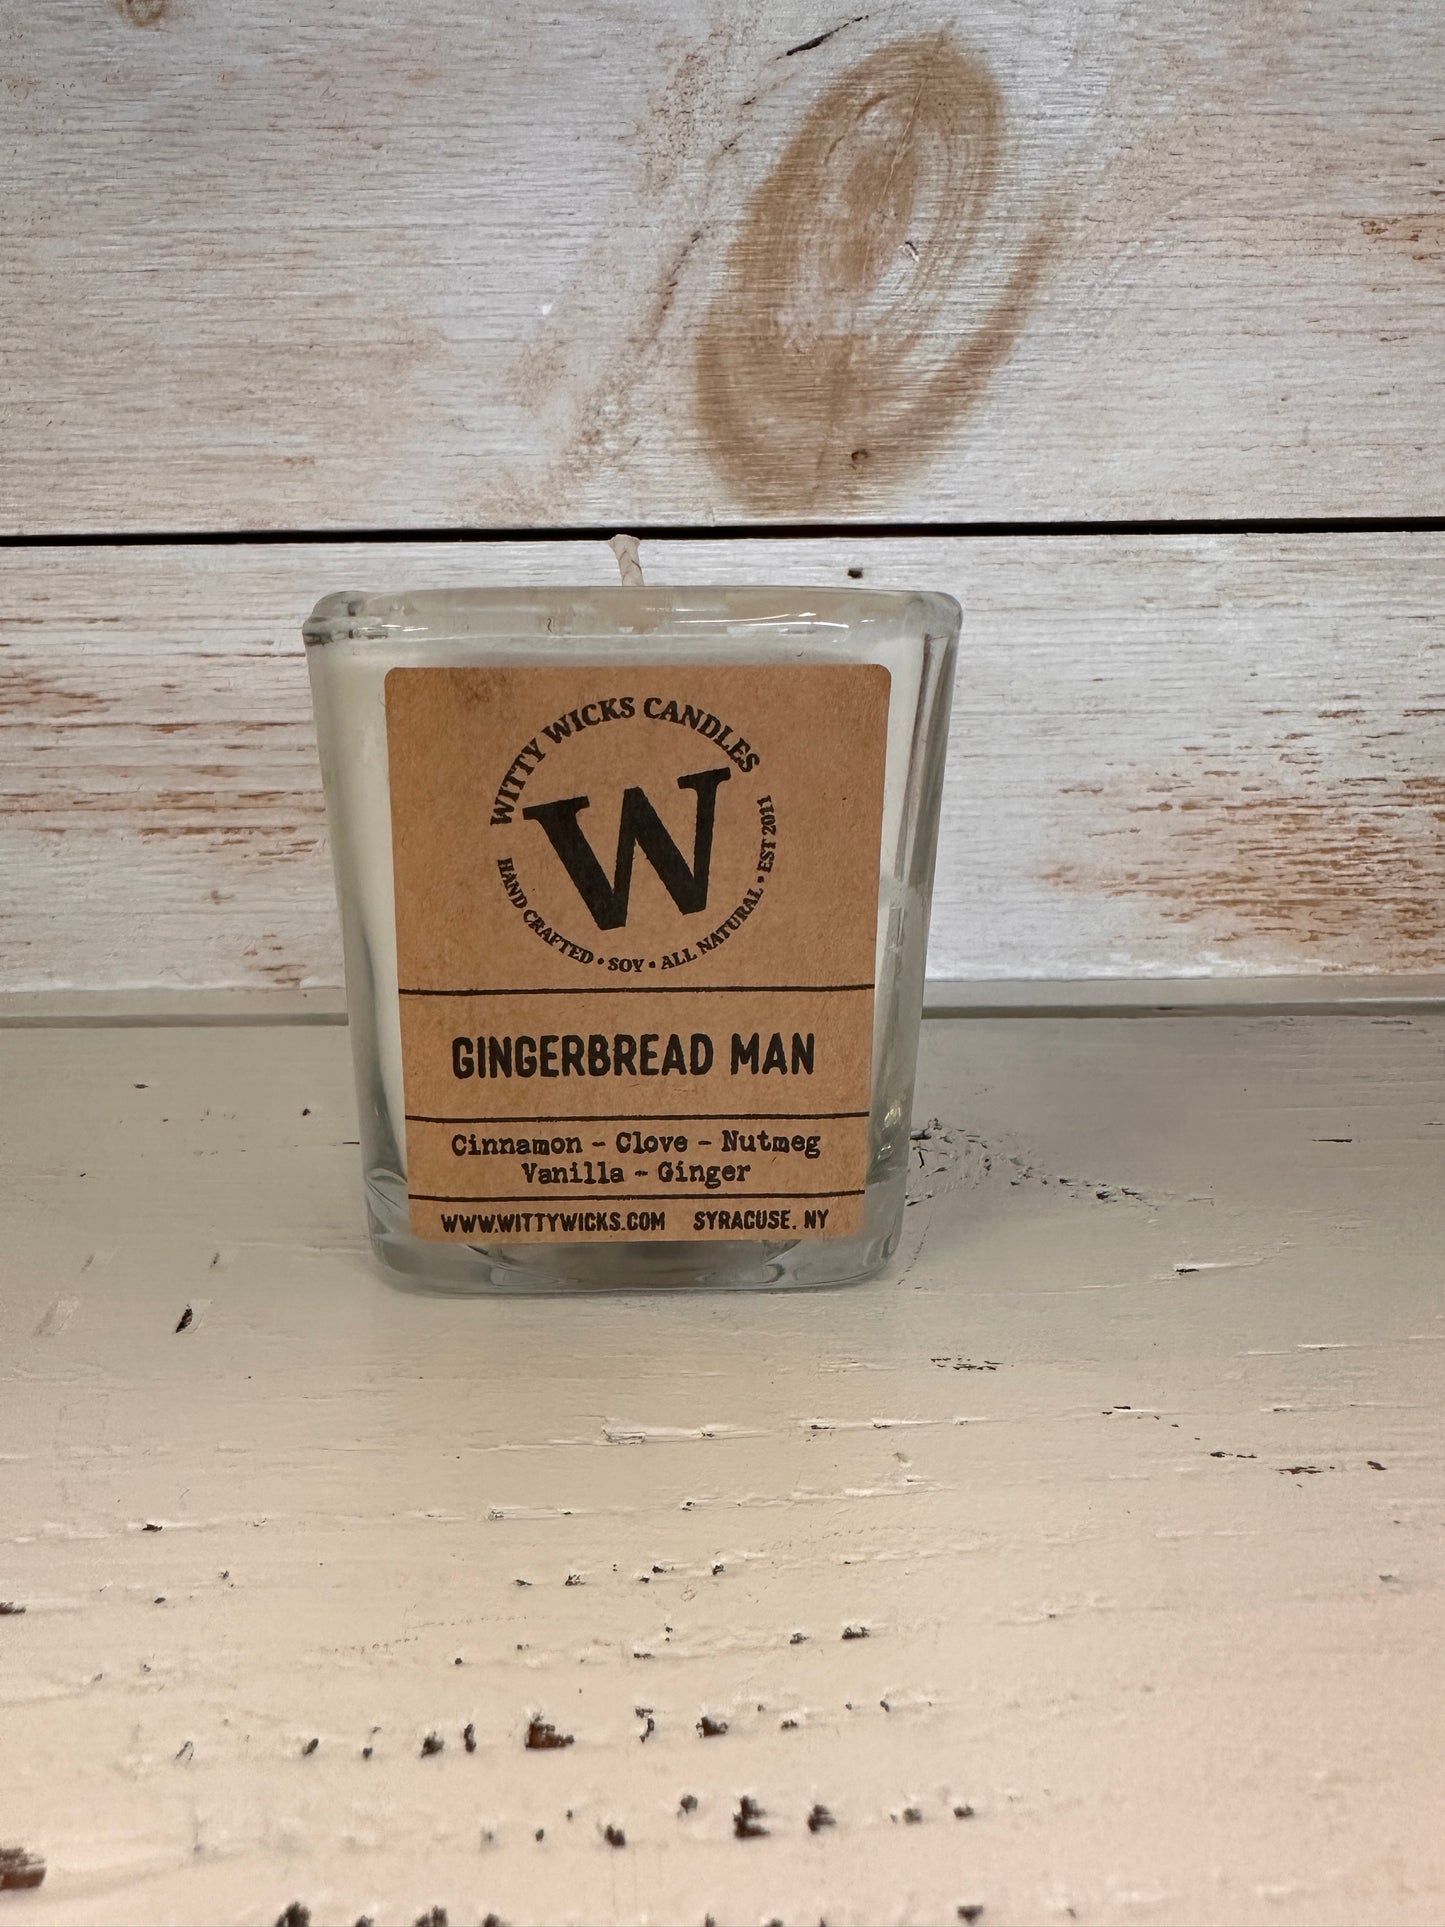 WITTY WICKS CANDLES
W
HAND CRAFTED • SOY • ALL NATURAL • EST 2011
GINGERBREAD MAN
Cinnamon - Clove - Nutmeg
Vanilla - Ginger
WWW.WITTYWICKS.COM SYRACUSE, NY